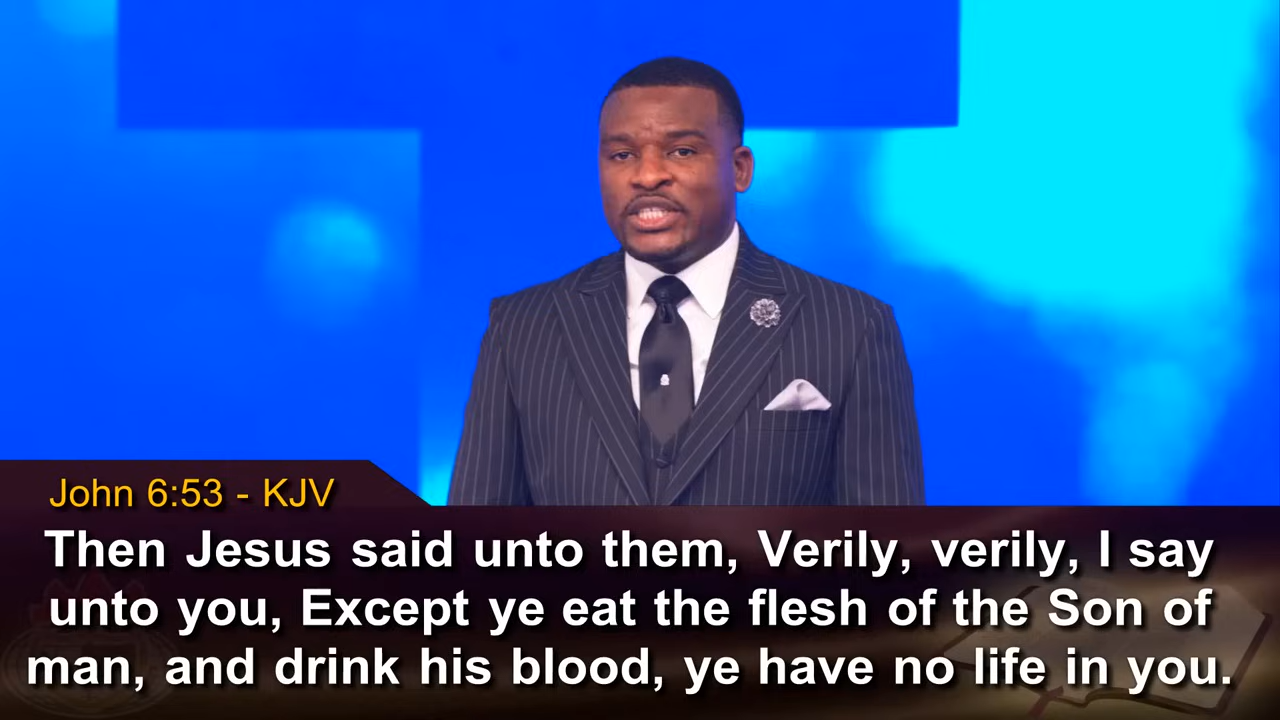 John 6:53 - KJV
Then Jesus said unto them, Verily, verily, I say
unto you, Except ye eat the flesh of the Son of
man, and drink his blood, ye have no life in you.